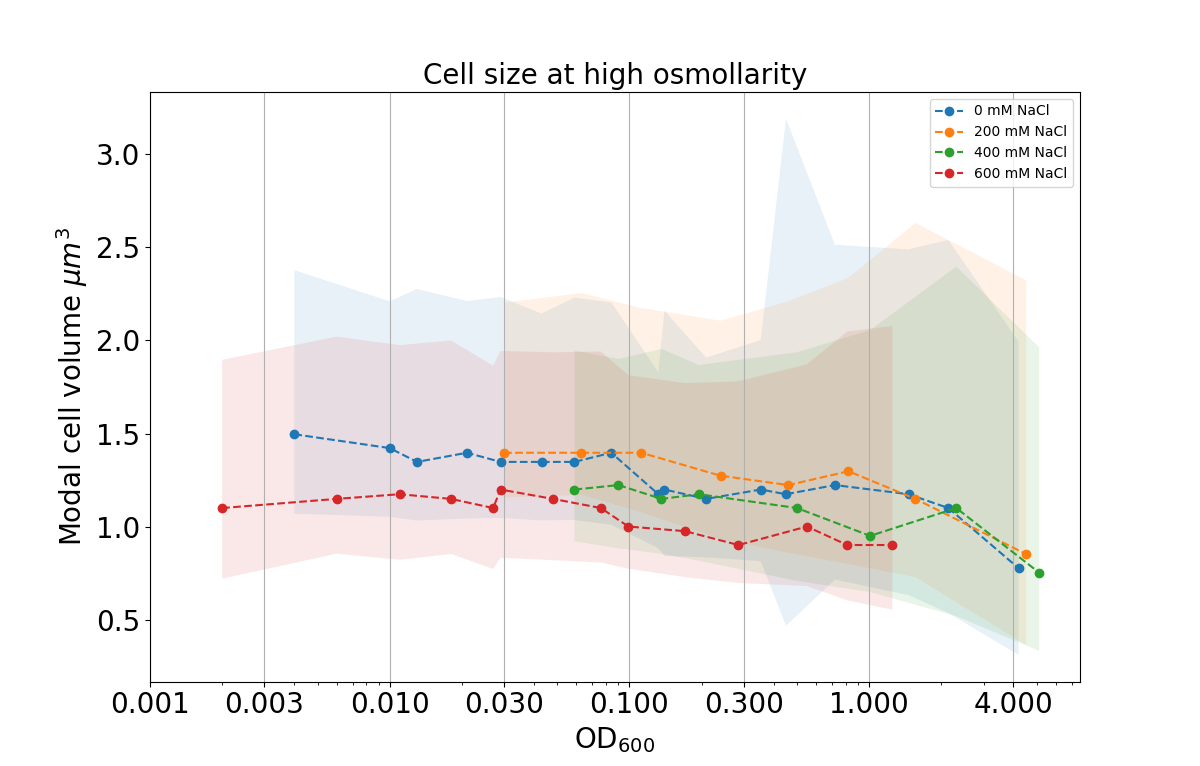 Cell size at high osmollarity
0 mM NaCl
200 mM NaCl
400 mM NaCl
600 mM NaCl
Modal cell volume μm³
3.0
2.5
2.0
1.5
1.0
0.5
0.001 0.003 0.010 0.030 0.100 0.300 1.000 4.000
OD₆₀₀